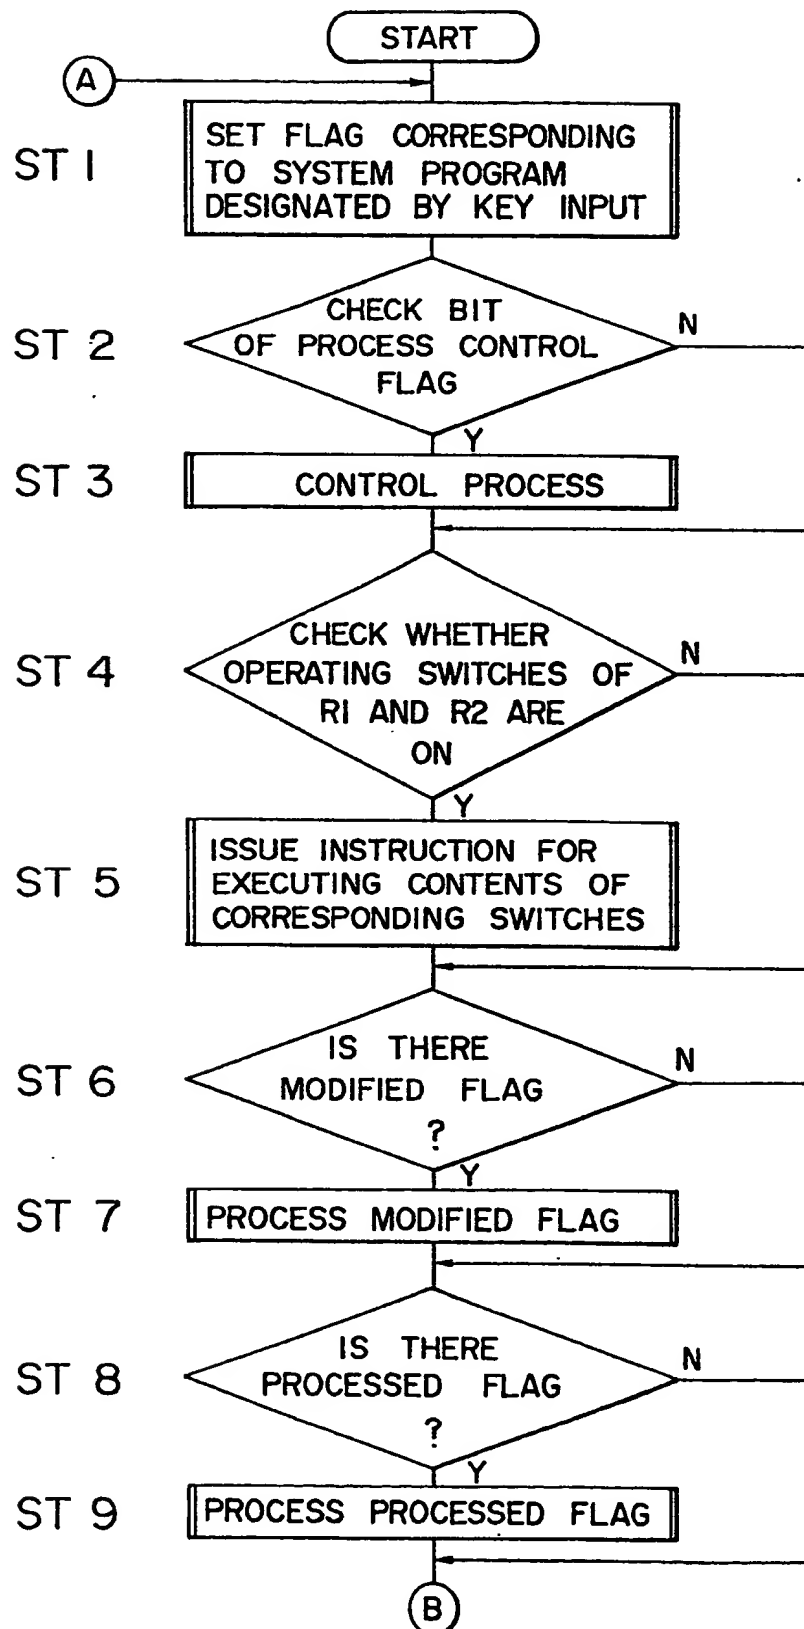 START
A
ST 1
SET FLAG CORRESPONDING
TO SYSTEM PROGRAM
DESIGNATED BY KEY INPUT
ST 2
CHECK BIT
OF PROCESS CONTROL
FLAG
N
Y
ST 3
CONTROL PROCESS
ST 4
CHECK WHETHER
OPERATING SWITCHES OF
R1 AND R2 ARE
ON
N
Y
ST 5
ISSUE INSTRUCTION FOR
EXECUTING CONTENTS OF
CORRESPONDING SWITCHES
ST 6
IS THERE
MODIFIED FLAG
?
N
Y
ST 7
PROCESS MODIFIED FLAG
ST 8
IS THERE
PROCESSED FLAG
?
N
Y
ST 9
PROCESS PROCESSED FLAG
B